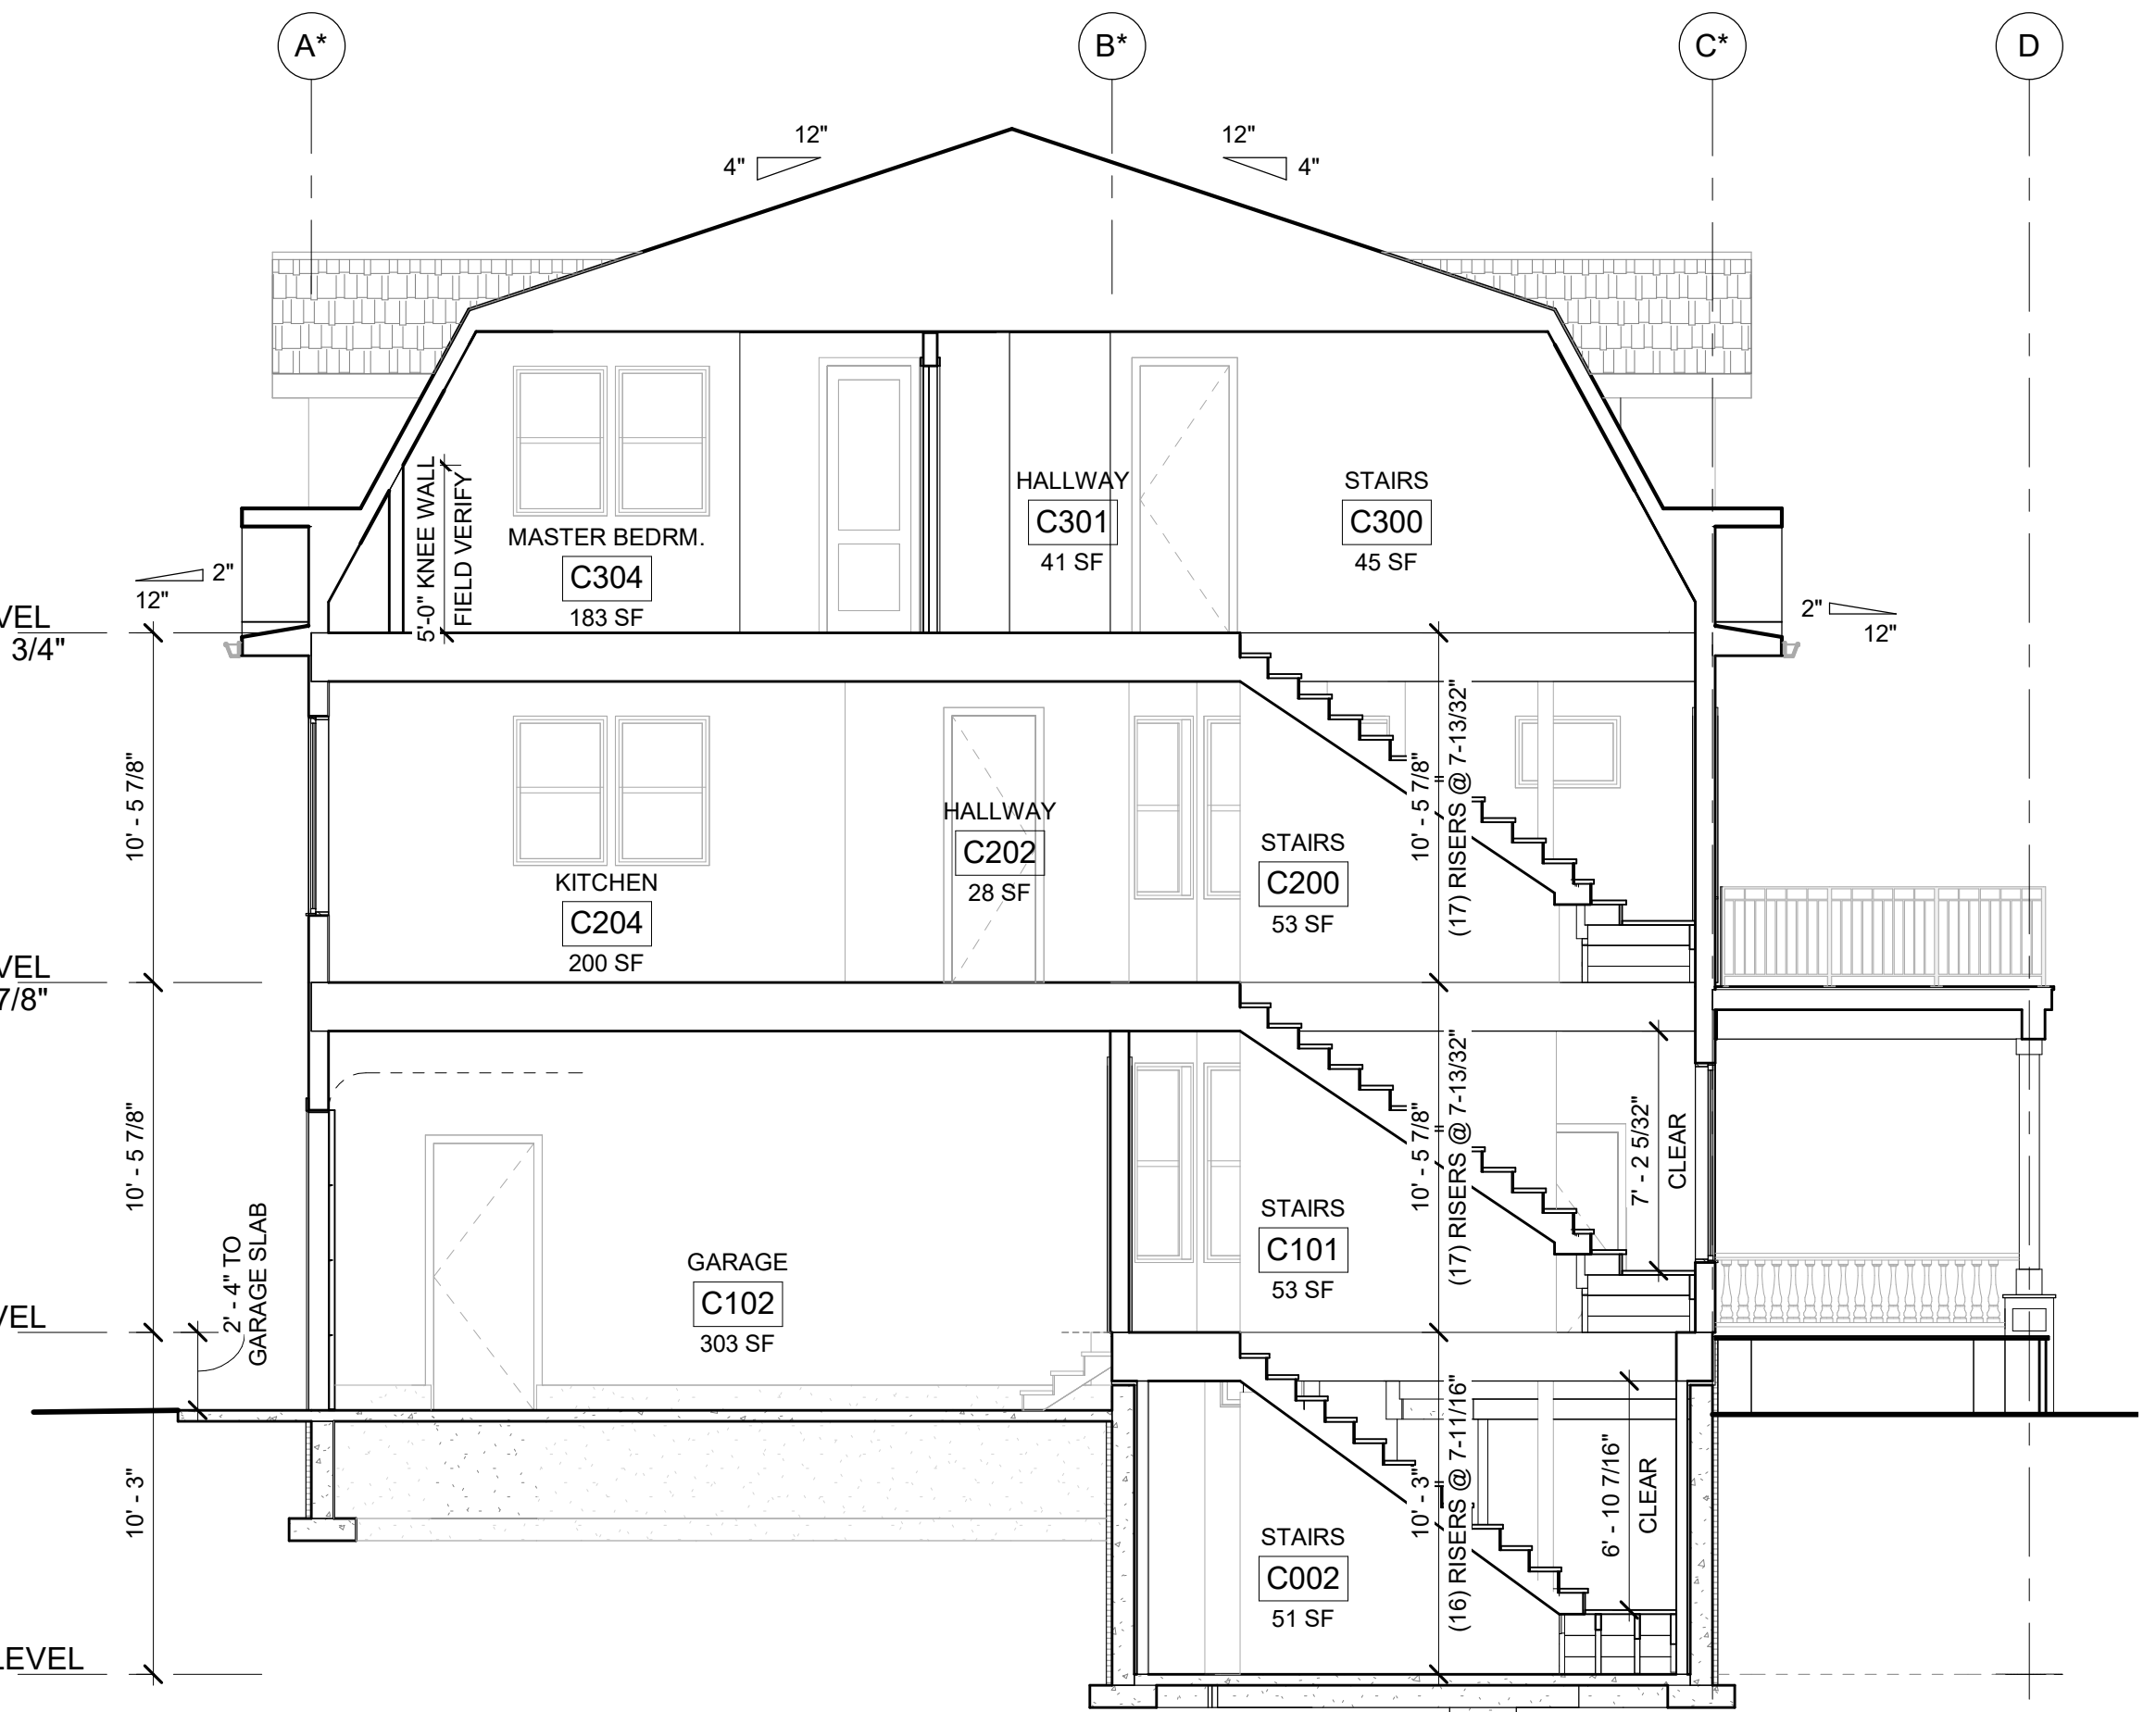 A*
B*
C*
D
12"
4"
12"
4"
HALLWAY
C301
41 SF
STAIRS
C300
45 SF
5'-0" KNEE WALL
FIELD VERIFY
MASTER BEDRM.
C304
183 SF
2"
12"
2"
12"
VEL
3/4"
10' - 5 7/8"
HALLWAY
C202
28 SF
KITCHEN
C204
200 SF
STAIRS
C200
53 SF
10' - 5 7/8"
(17) RISERS @ 7-13/32"
VEL
7/8"
10' - 5 7/8"
2' - 4" TO
GARAGE SLAB
GARAGE
C102
303 SF
STAIRS
C101
53 SF
10' - 5 7/8"
(17) RISERS @ 7-13/32"
7' - 2 5/32"
CLEAR
VEL
10' - 3"
STAIRS
C002
51 SF
10' - 3"
(16) RISERS @ 7-11/16"
6' - 10 7/16"
CLEAR
LEVEL